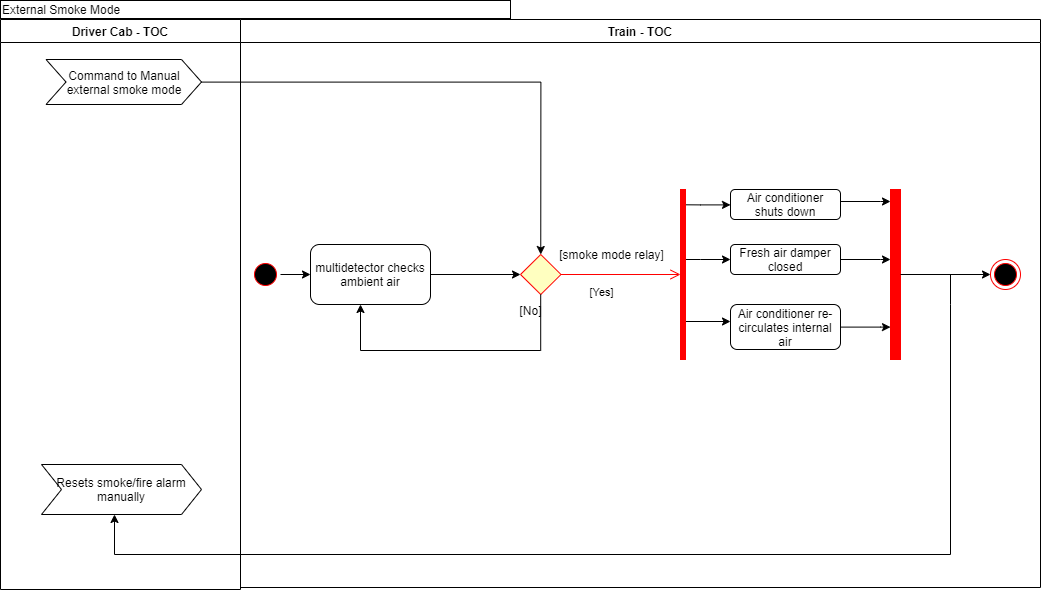 External Smoke Mode
Driver Cab - TOC
Train - TOC
Command to Manual
external smoke mode
multidetector checks
ambient air
[smoke mode relay]
[Yes]
[No]
Air conditioner
shuts down
Fresh air damper
closed
Air conditioner re-
circulates internal
air
Resets smoke/fire alarm
manually